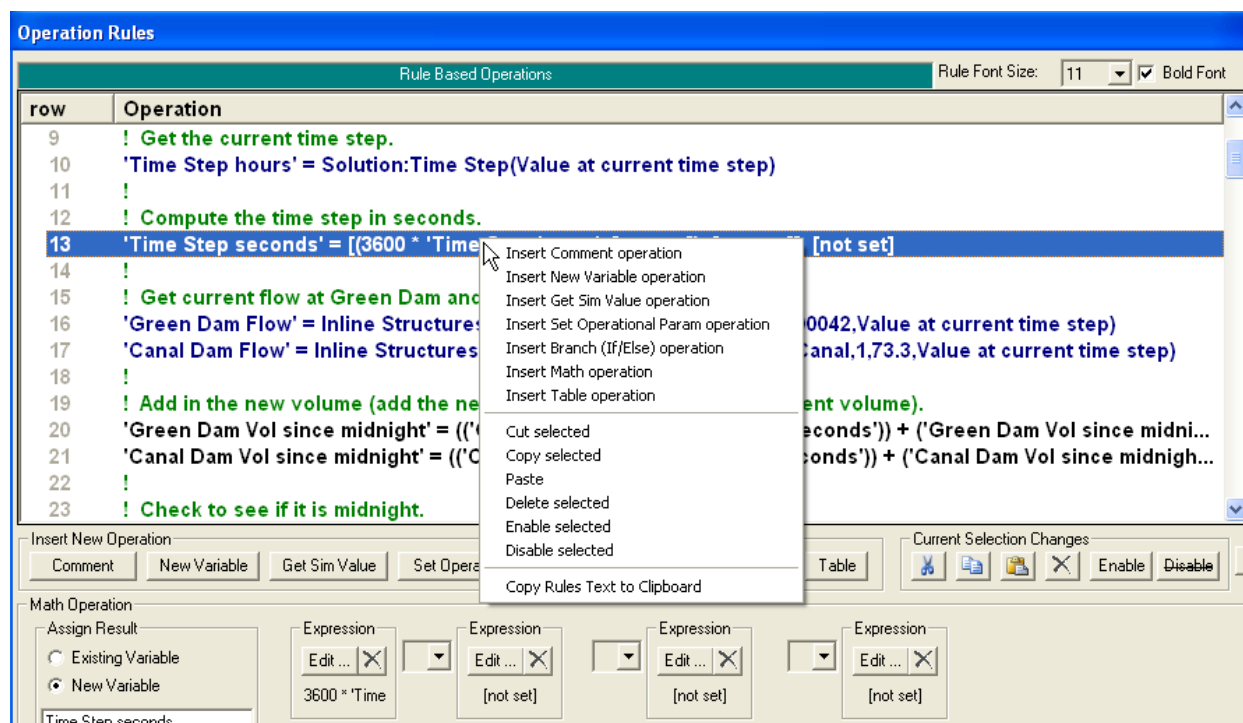 Operation Rules
Rule Based Operations Rule Font Size: 11 Bold Font
row Operation
9 ! Get the current time step.
10 'Time Step hours' = Solution:Time Step(Value at current time step)
11 !
12 ! Compute the time step in seconds.
13 'Time Step seconds' = [(3600 * 'Time [not set]
14 !
15 ! Get current flow at Green Dam and
16 'Green Dam Flow' = Inline Structures 0042,Value at current time step)
17 'Canal Dam Flow' = Inline Structures Canal,1,73.3,Value at current time step)
18 !
19 ! Add in the new volume (add the ne ent volume).
20 'Green Dam Vol since midnight' = ((' econds')) + ('Green Dam Vol since midni...
21 'Canal Dam Vol since midnight' = (('C conds')) + ('Canal Dam Vol since midnigh...
22 !
23 ! Check to see if it is midnight.
Insert Comment operation
Insert New Variable operation
Insert Get Sim Value operation
Insert Set Operational Param operation
Insert Branch (If/Else) operation
Insert Math operation
Insert Table operation
Cut selected
Copy selected
Paste
Delete selected
Enable selected
Disable selected
Copy Rules Text to Clipboard
Insert New Operation Current Selection Changes
Comment New Variable Get Sim Value Set Opera Table Enable Disable
Math Operation
Assign Result Expression Expression Expression Expression
Existing Variable Edit ... Edit ... Edit ... Edit ...
New Variable 3600 * 'Time [not set] [not set] [not set]
Time Step seconds